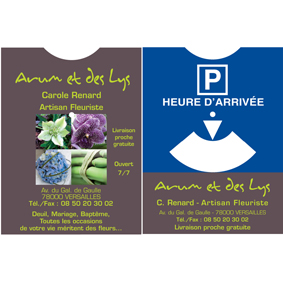 Arum et des Lys
Carole Renard
Artisan Fleuriste
Livraison
proche
gratuite
Ouvert
7/7
Av. du Gal. de Gaulle
78000 VERSAILLES
Tél./Fax : 08 50 20 30 02
Deuil, Mariage, Baptêms,
Toutes les occasions
de votre vie méritent des fleurs...
P
HEURE D'ARRIVÉE
Arum et des Lys
C. Renard - Artisan Fleuriste
Av. du Gal. de Gaulle - 78000 VERSAILLES
Tél./Fax : 08 50 20 30 02
Livraison proche gratuite